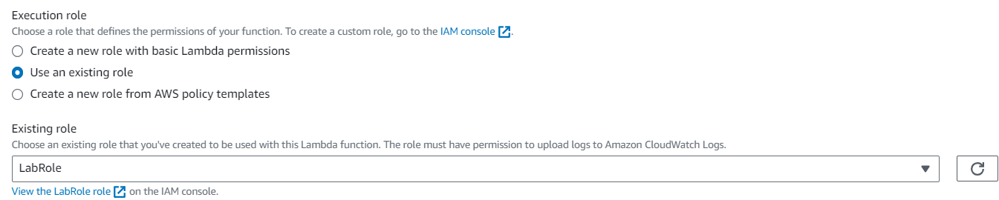 Execution role
Choose a role that defines the permissions of your function. To create a custom role, go to the IAM console.
Create a new role with basic Lambda permissions
Use an existing role
Create a new role from AWS policy templates
Existing role
Choose an existing role that you've created to be used with this Lambda function. The role must have permission to upload logs to Amazon CloudWatch Logs.
LabRole
View the LabRole role on the IAM console.